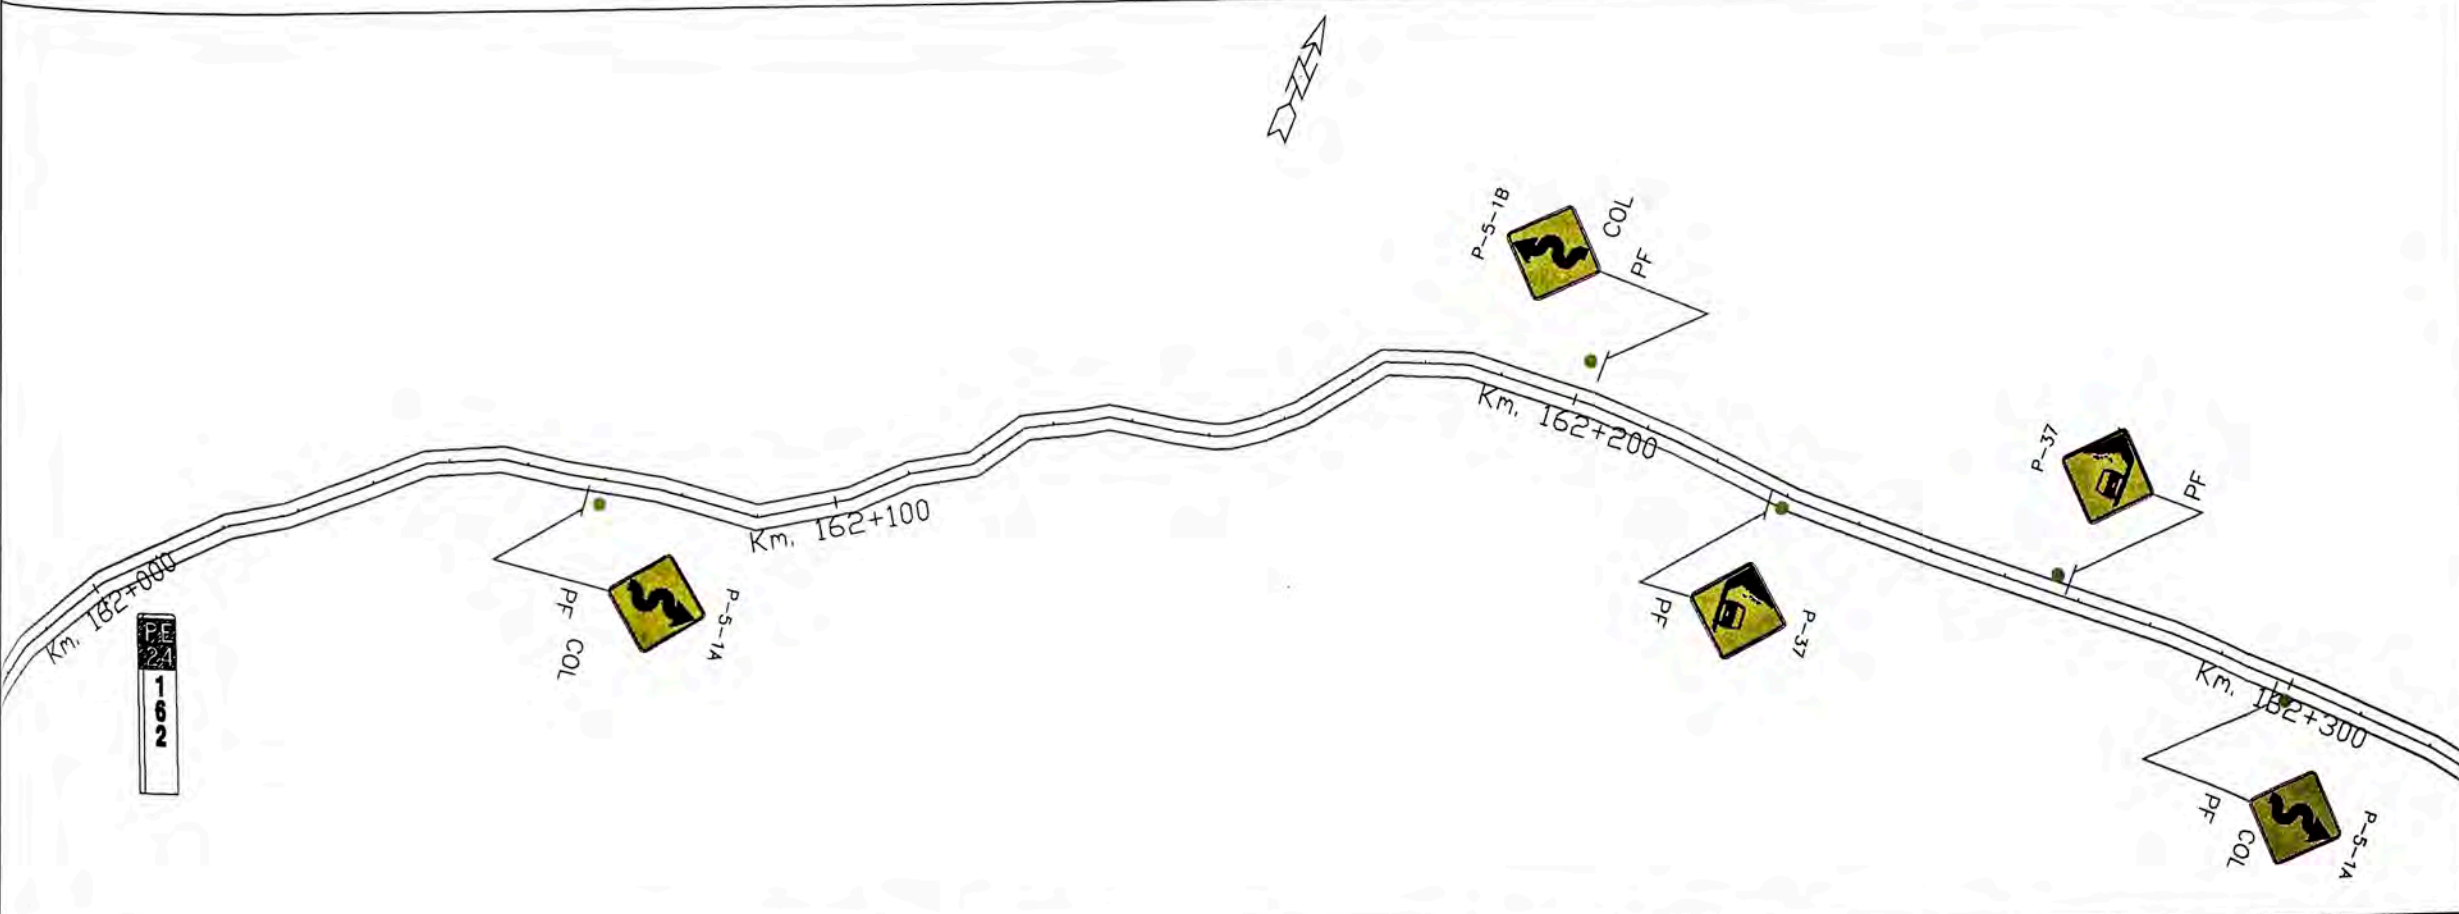 P-5-1B
COL
PF
Km. 162+200
P-37
PF
Km. 162+100
Km. 162+000
PE
2A
1
6
2
PF
COL
P-5-1A
PF
P-37
Km. 162+300
PF
COL
P-5-1A